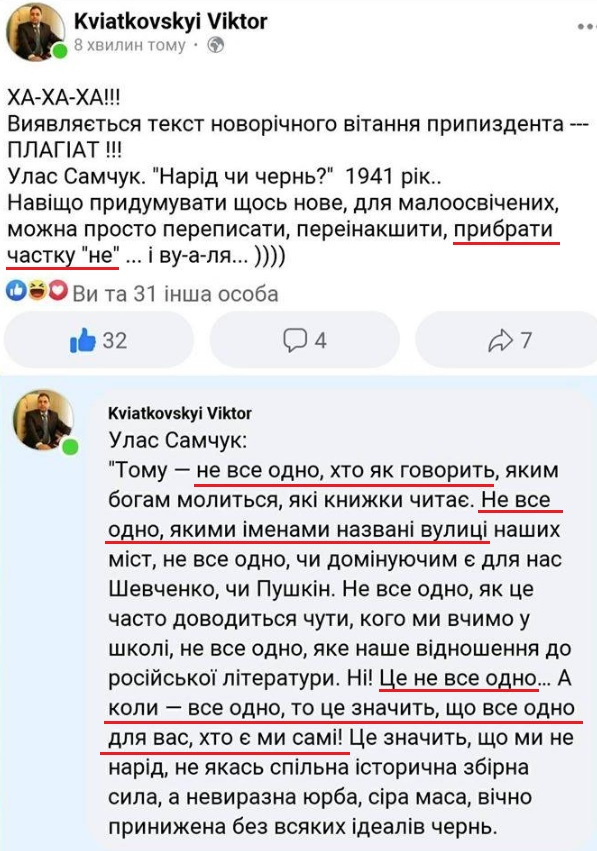 Kviatkovskyi Viktor
8 хвилин тому ·
ХА-ХА-ХА!!!
Виявляється текст новорічного вітання припиздента ---
ПЛАГІАТ !!!
Улас Самчук. "Нарід чи чернь?" 1941 рік..
Навіщо придумувати щось нове, для малоосвічених,
можна просто переписати, переінакшити, прибрати
частку "не" ... і ву-а-ля... ))))
Ви та 31 інша особа
32
4
7
Kviatkovskyi Viktor
Улас Самчук:
"Тому — не все одно, хто як говорить, яким
богам молиться, які книжки читає. Не все
одно, якими іменами названі вулиці наших
міст, не все одно, чи домінуючим є для нас
Шевченко, чи Пушкін. Не все одно, як це
часто доводиться чути, кого ми вчимо у
школі, не все одно, яке наше відношення до
російської літератури. Ні! Це не все одно… А
коли — все одно, то це значить, що все одно
для вас, хто є ми самі! Це значить, що ми не
нарід, не якась спільна історична збірна
сила, а невиразна юрба, сіра маса, вічно
принижена без всяких ідеалів чернь.